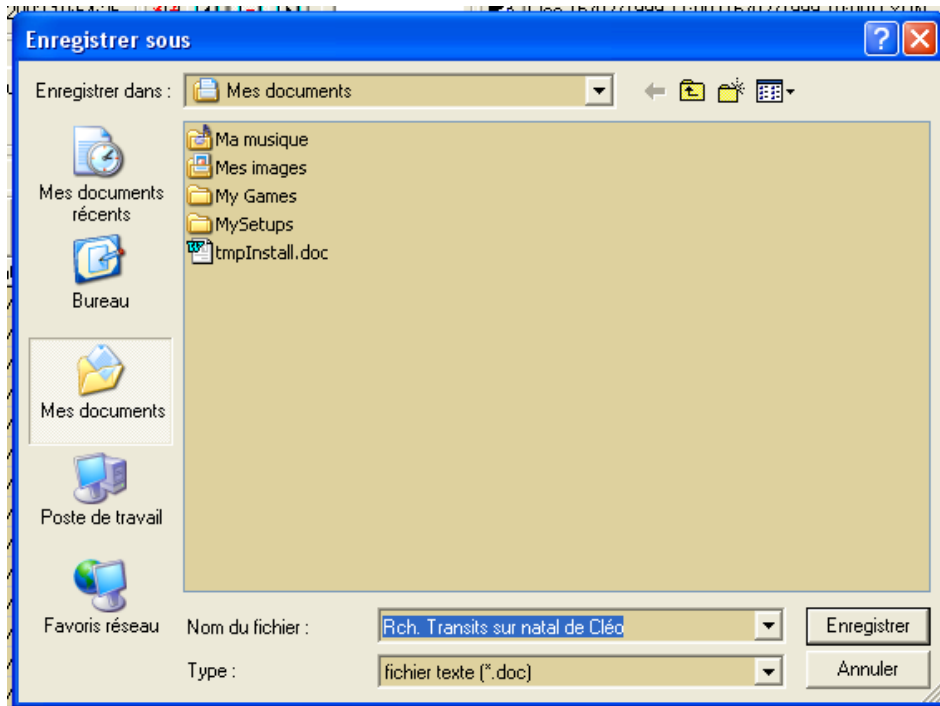 Enregistrer sous
Enregistrer dans :
Mes documents
Ma musique
Mes images
My Games
MySetups
tmpInstall.doc
Mes documents
récents
Bureau
Mes documents
Poste de travail
Favoris réseau
Nom du fichier :
Rch. Transits sur natal de Cléo
Enregistrer
Type :
fichier texte (*.doc)
Annuler